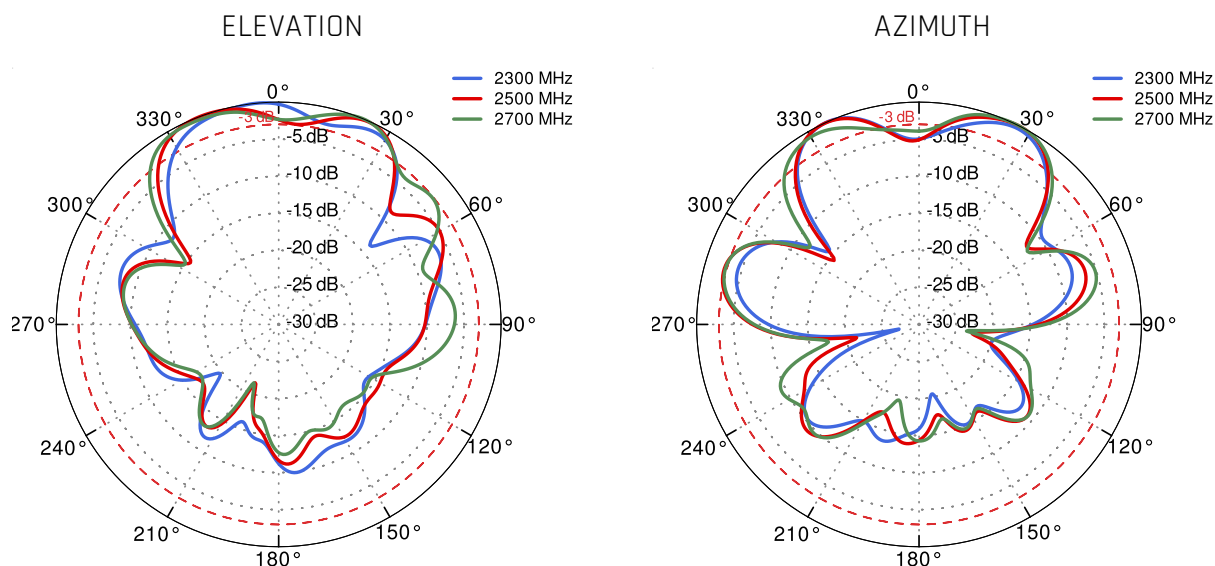 ELEVATION
2300 MHz
2500 MHz
2700 MHz
0°
330°
30°
-3 dB
-5 dB
-10 dB
300°
60°
-15 dB
-20 dB
-25 dB
270°
-30 dB
90°
240°
120°
210°
150°
180°
AZIMUTH
2300 MHz
2500 MHz
2700 MHz
0°
330°
30°
-3 dB
-5 dB
-10 dB
300°
60°
-15 dB
-20 dB
-25 dB
270°
-30 dB
90°
240°
120°
210°
150°
180°